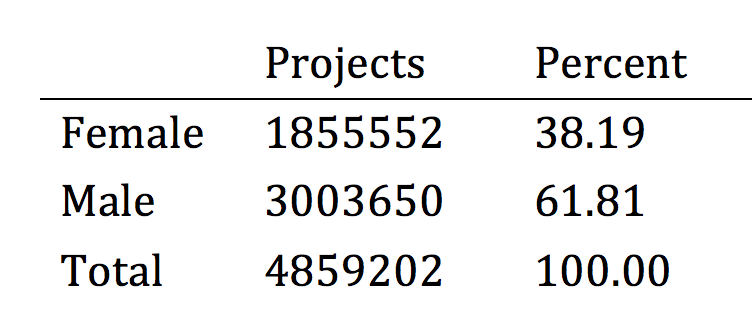 Projects Percent
Female 1855552 38.19
Male 3003650 61.81
Total 4859202 100.00